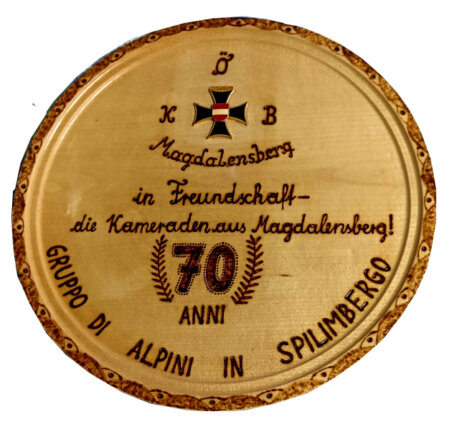 Ö
K B
Magdalensberg
in Freundschaft-
die Kameraden aus Magdalensberg!
70
ANNI
GRUPPO DI ALPINI IN SPILIMBERGO